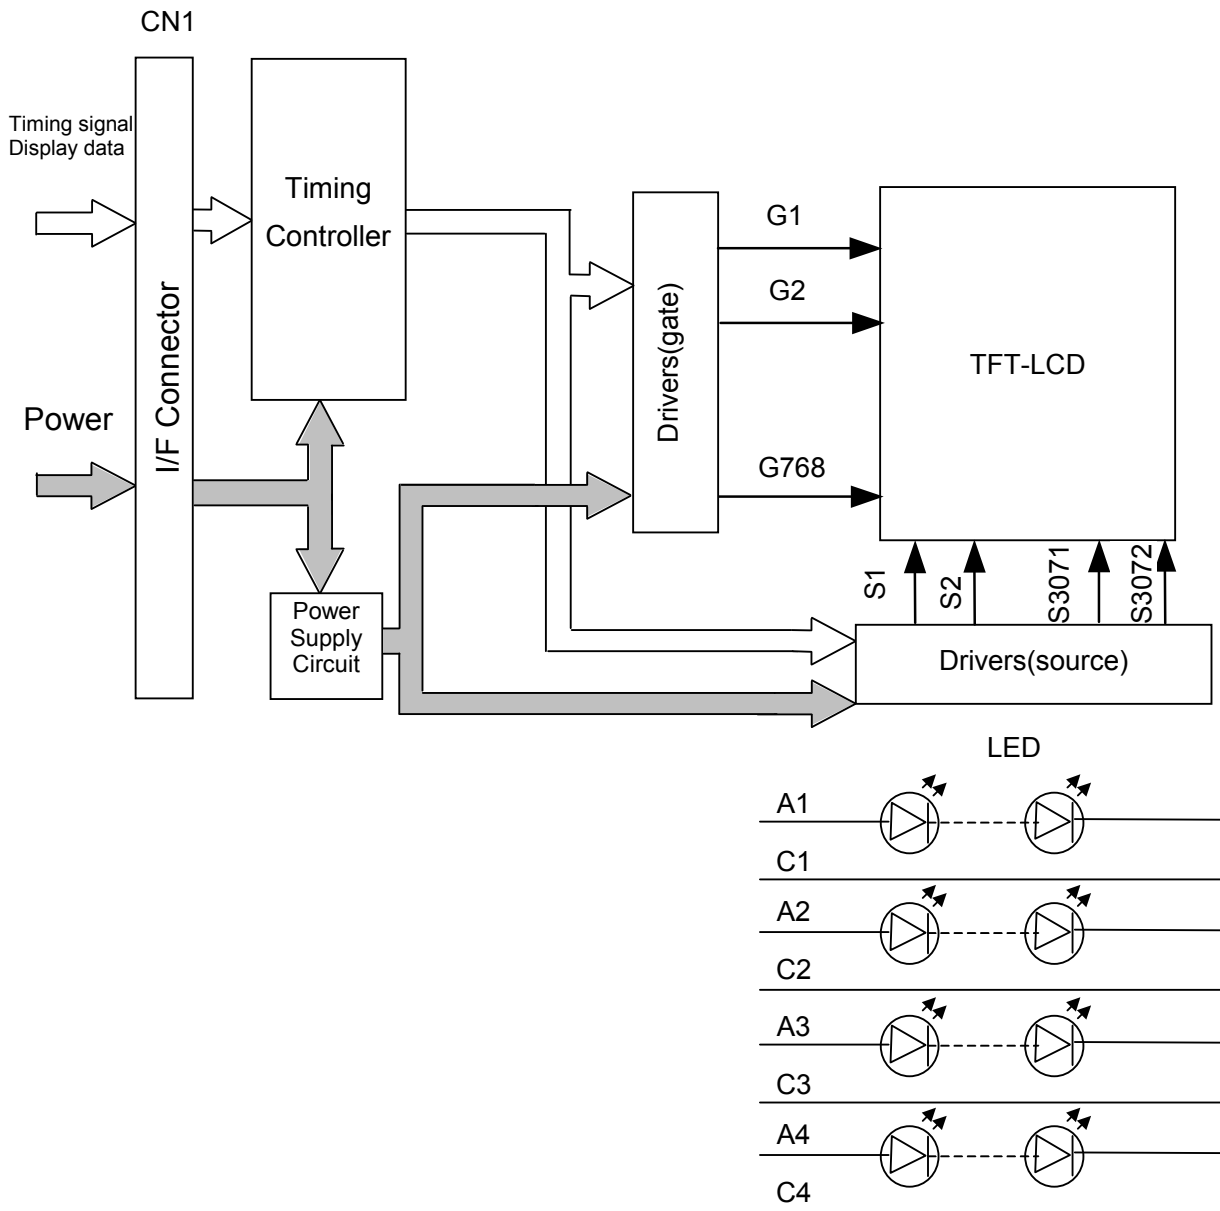 CN1
Timing signal
Display data
Timing
Controller
I/F Connector
Power
Drivers(gate)
G1
G2
G768
TFT-LCD
S1
S2
S3071
S3072
Power
Supply
Circuit
Drivers(source)
LED
A1
C1
A2
C2
A3
C3
A4
C4